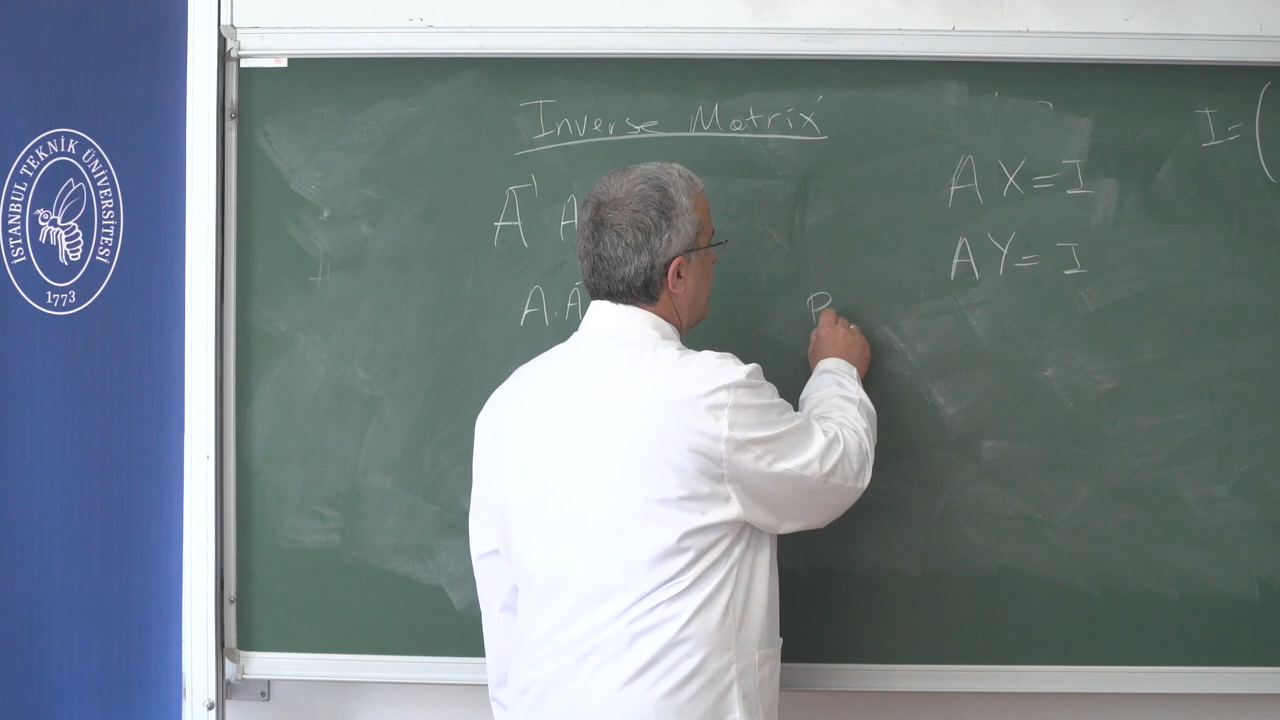 İSTANBUL TEKNİK ÜNİVERSİTESİ
1773
Inverse Matrix
A⁻¹ A
A.A
AX=I
AY=I
P
I=(